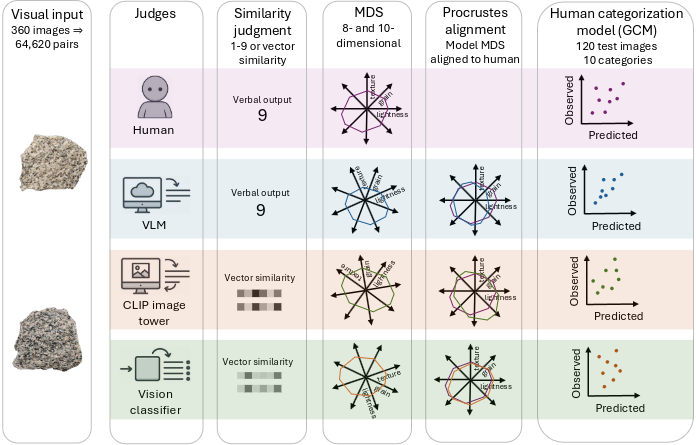 Visual input
360 images ⇒
64,620 pairs
Judges
Similarity
judgment
1-9 or vector
similarity
MDS
8- and 10-
dimensional
Procrustes
alignment
Model MDS
aligned to human
Human categorization
model (GCM)
120 test images
10 categories
Human
Verbal output
9
texture
grain
lightness
Observed
Predicted
VLM
Verbal output
9
texture
grain
lightness
texture
grain
lightness
Observed
Predicted
CLIP image
tower
Vector similarity
texture
grain
lightness
texture
grain
lightness
Observed
Predicted
Vision
classifier
Vector similarity
texture
grain
lightness
texture
grain
lightness
Observed
Predicted